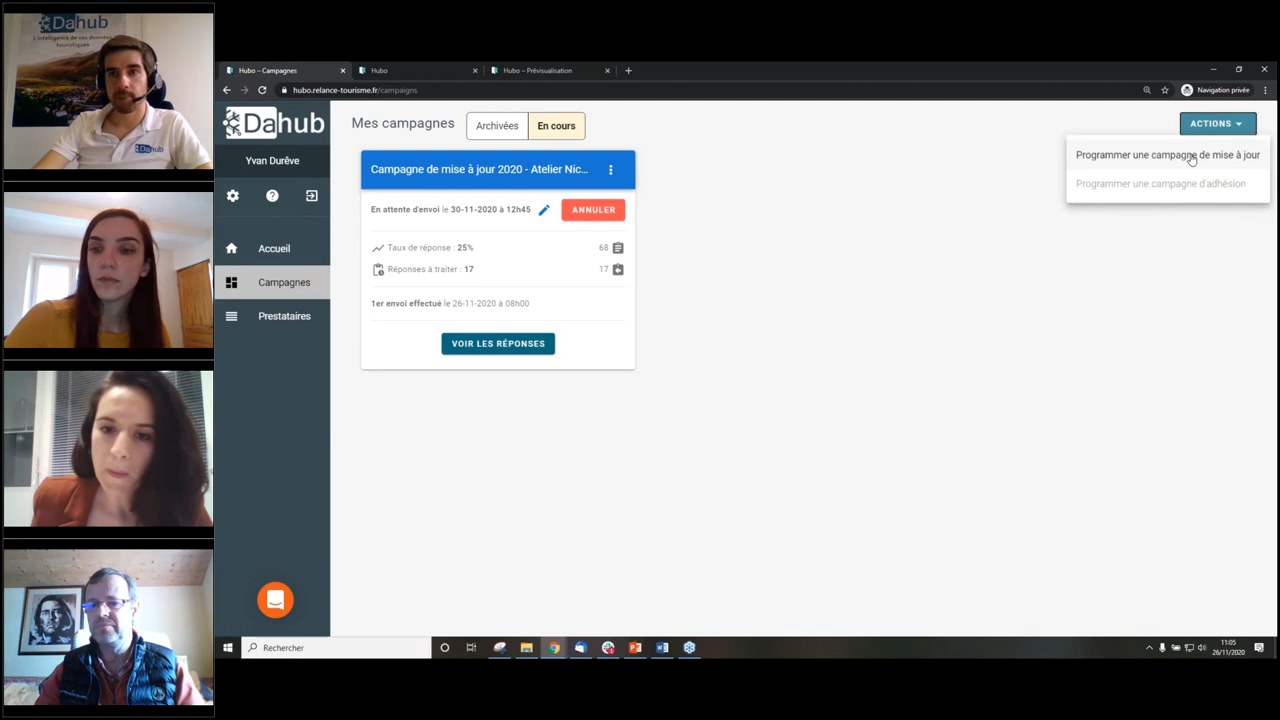 Dahub
L'intelligence de vos données
touristiques
Dahub
Hubo – Campagnes
Hubo
Hubo – Prévisualisation
hubo.relance-tourisme.fr/campaigns
Navigation privée
Dahub
Yvan Durêve
Accueil
Campagnes
Prestataires
Mes campagnes
Archivées
En cours
ACTIONS
Programmer une campagne de mise à jour
Programmer une campagne d'adhésion
Campagne de mise à jour 2020 - Atelier Nic...
En attente d'envoi le 30-11-2020 à 12h45
ANNULER
Taux de réponse : 25%
68
Réponses à traiter : 17
17
1er envoi effectué le 26-11-2020 à 08h00
VOIR LES RÉPONSES
Rechercher
11:05
26/11/2020